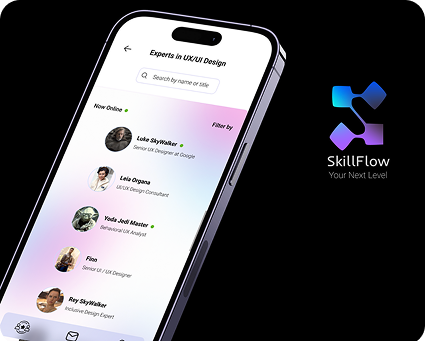 Experts in UX/UI Design
Search by name or title
Now Online
Filter by
Luke SkyWalker
Senior UX Designer at Google
Leia Organa
UI/UX Design Consultant
Yoda Jedi Master
Behavioral UX Analyst
Finn
Senior UI / UX Designer
Rey SkyWalker
Inclusive Design Expert
SkillFlow
Your Next Level